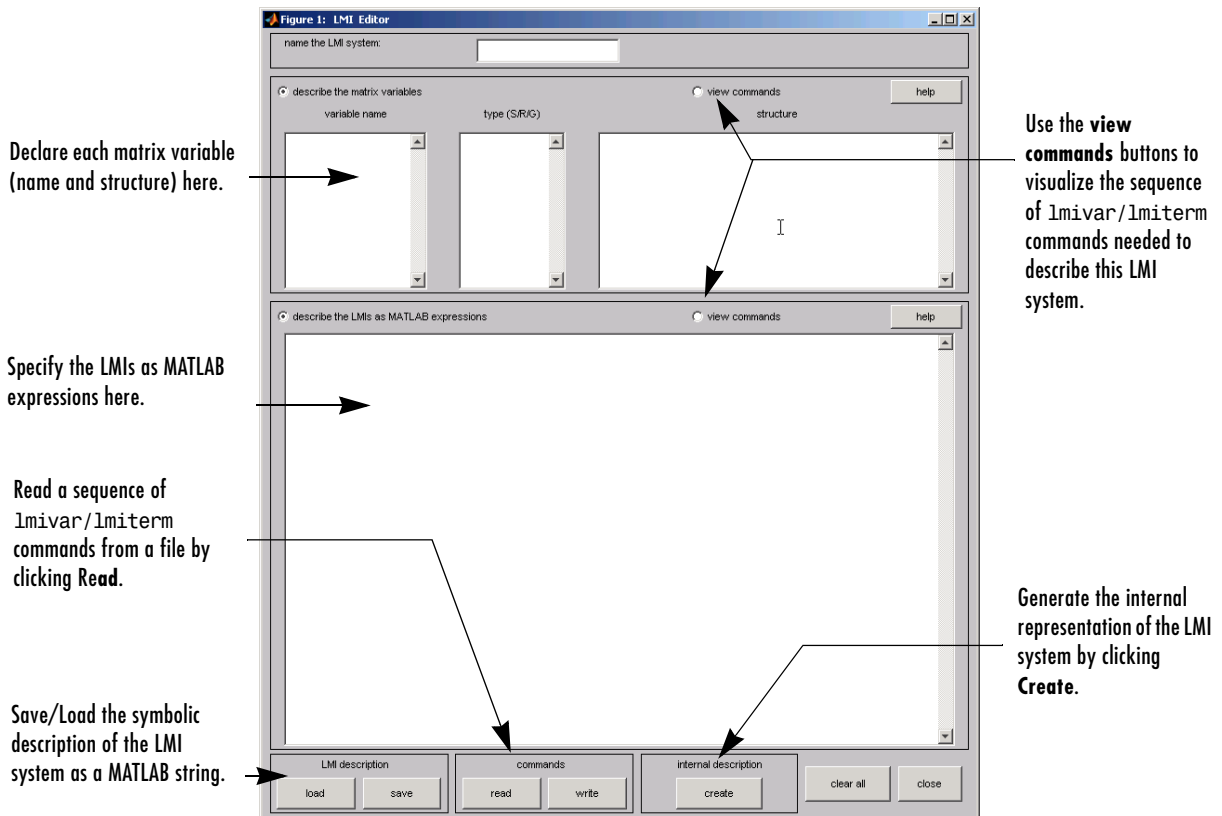 Figure 1: LMI Editor
name the LMI system:
describe the matrix variables
view commands
help
variable name
type (S/R/G)
structure
Declare each matrix variable
(name and structure) here.
Use the view
commands buttons to
visualize the sequence
of lmivar/lmiterm
commands needed to
describe this LMI
system.
describe the LMIs as MATLAB expressions
view commands
help
Specify the LMIs as MATLAB
expressions here.
Read a sequence of
lmivar/lmiterm
commands from a file by
clicking Read.
Generate the internal
representation of the LMI
system by clicking
Create.
Save/Load the symbolic
description of the LMI
system as a MATLAB string.
LMI description
load
save
commands
read
write
internal description
create
clear all
close